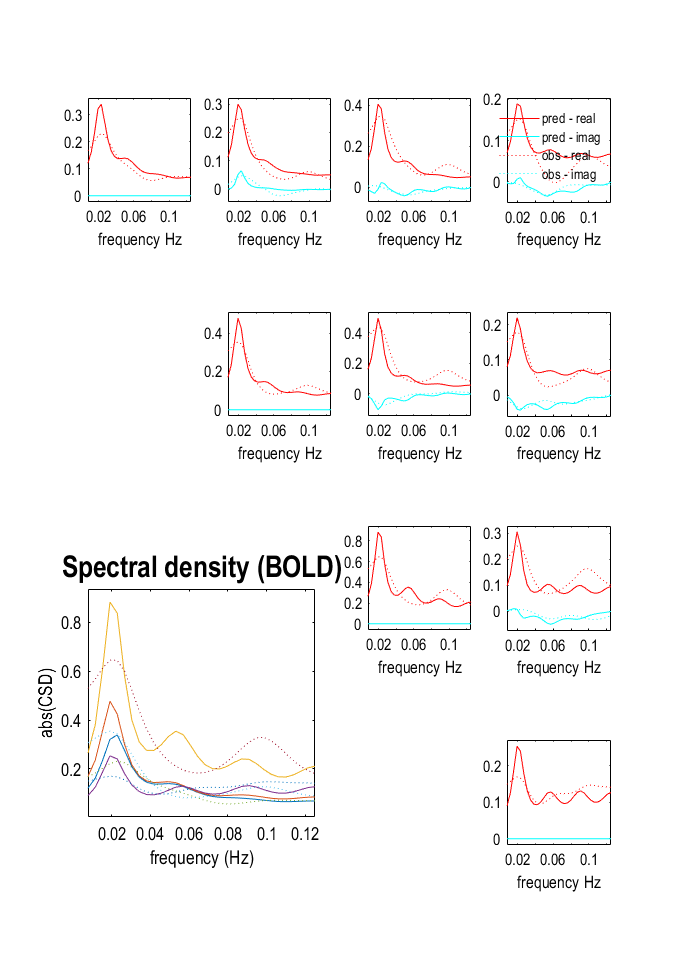 0.3 0.2 0.1 0
0.02 0.06 0.1
frequency Hz
0.3 0.2 0.1 0
0.02 0.06 0.1
frequency Hz
0.4 0.2 0
0.02 0.06 0.1
frequency Hz
0.2 0.1 0
pred - real
pred - imag
obs - real
obs - imag
0.02 0.06 0.1
frequency Hz
0.4 0.2 0
0.02 0.06 0.1
frequency Hz
0.4 0.2 0
0.02 0.06 0.1
frequency Hz
0.2 0.1 0
0.02 0.06 0.1
frequency Hz
0.8 0.6 0.4 0.2 0
0.02 0.06 0.1
frequency Hz
0.3 0.2 0.1 0
0.02 0.06 0.1
frequency Hz
Spectral density (BOLD)
abs(CSD)
0.8 0.6 0.4 0.2
0.02 0.04 0.06 0.08 0.1 0.12
frequency (Hz)
0.2 0.1 0
0.02 0.06 0.1
frequency Hz